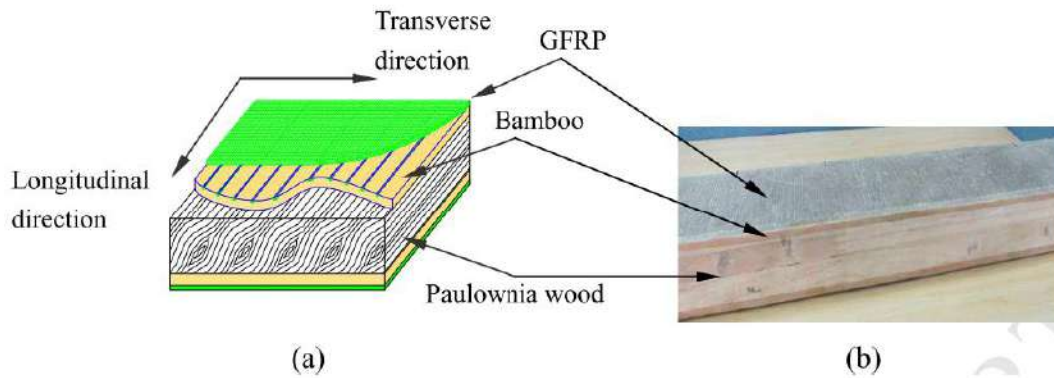 Transverse
direction
GFRP
Bamboo
Longitudinal
direction
Paulownia wood
(a)
(b)